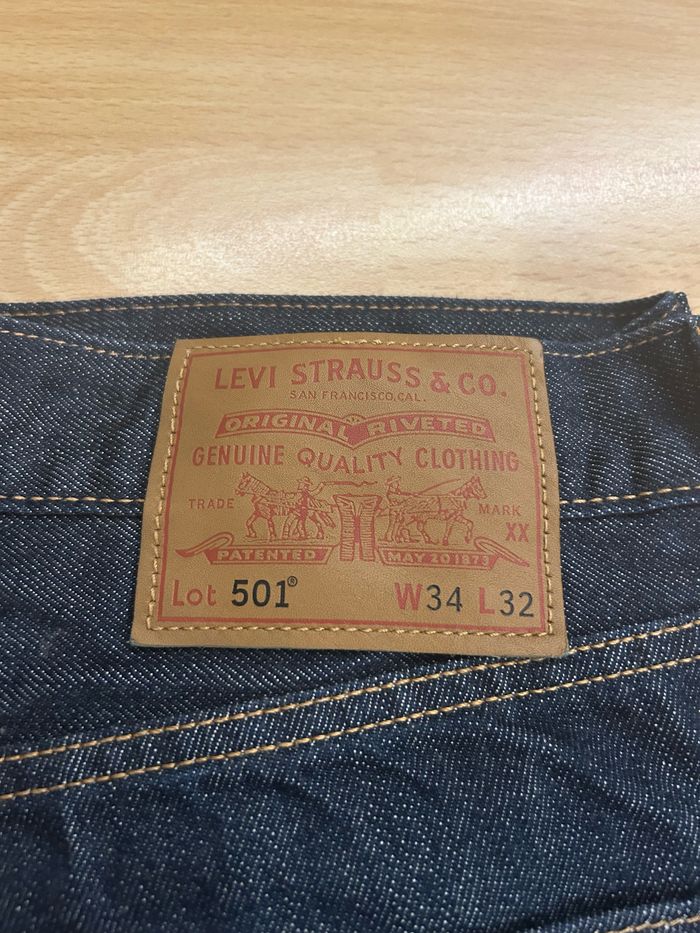 LEVI STRAUSS & CO.
SAN FRANCISCO, CAL.
ORIGINAL RIVETED
GENUINE QUALITY CLOTHING
TRADE MARK
XX
PATENTED MAY 20 1873
Lot 501® W34 L32